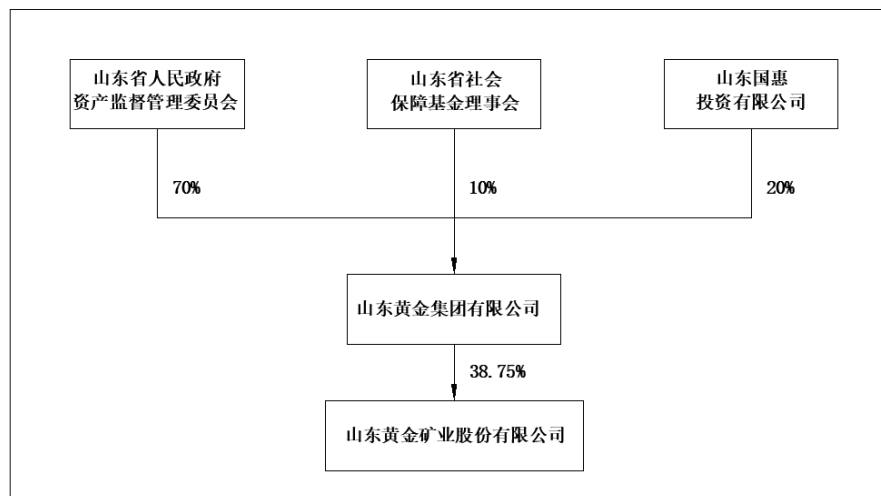 山东省人民政府
资产监督管理委员会
山东省社会
保障基金理事会
山东国惠
投资有限公司
70%
10%
20%
山东黄金集团有限公司
38.75%
山东黄金矿业股份有限公司